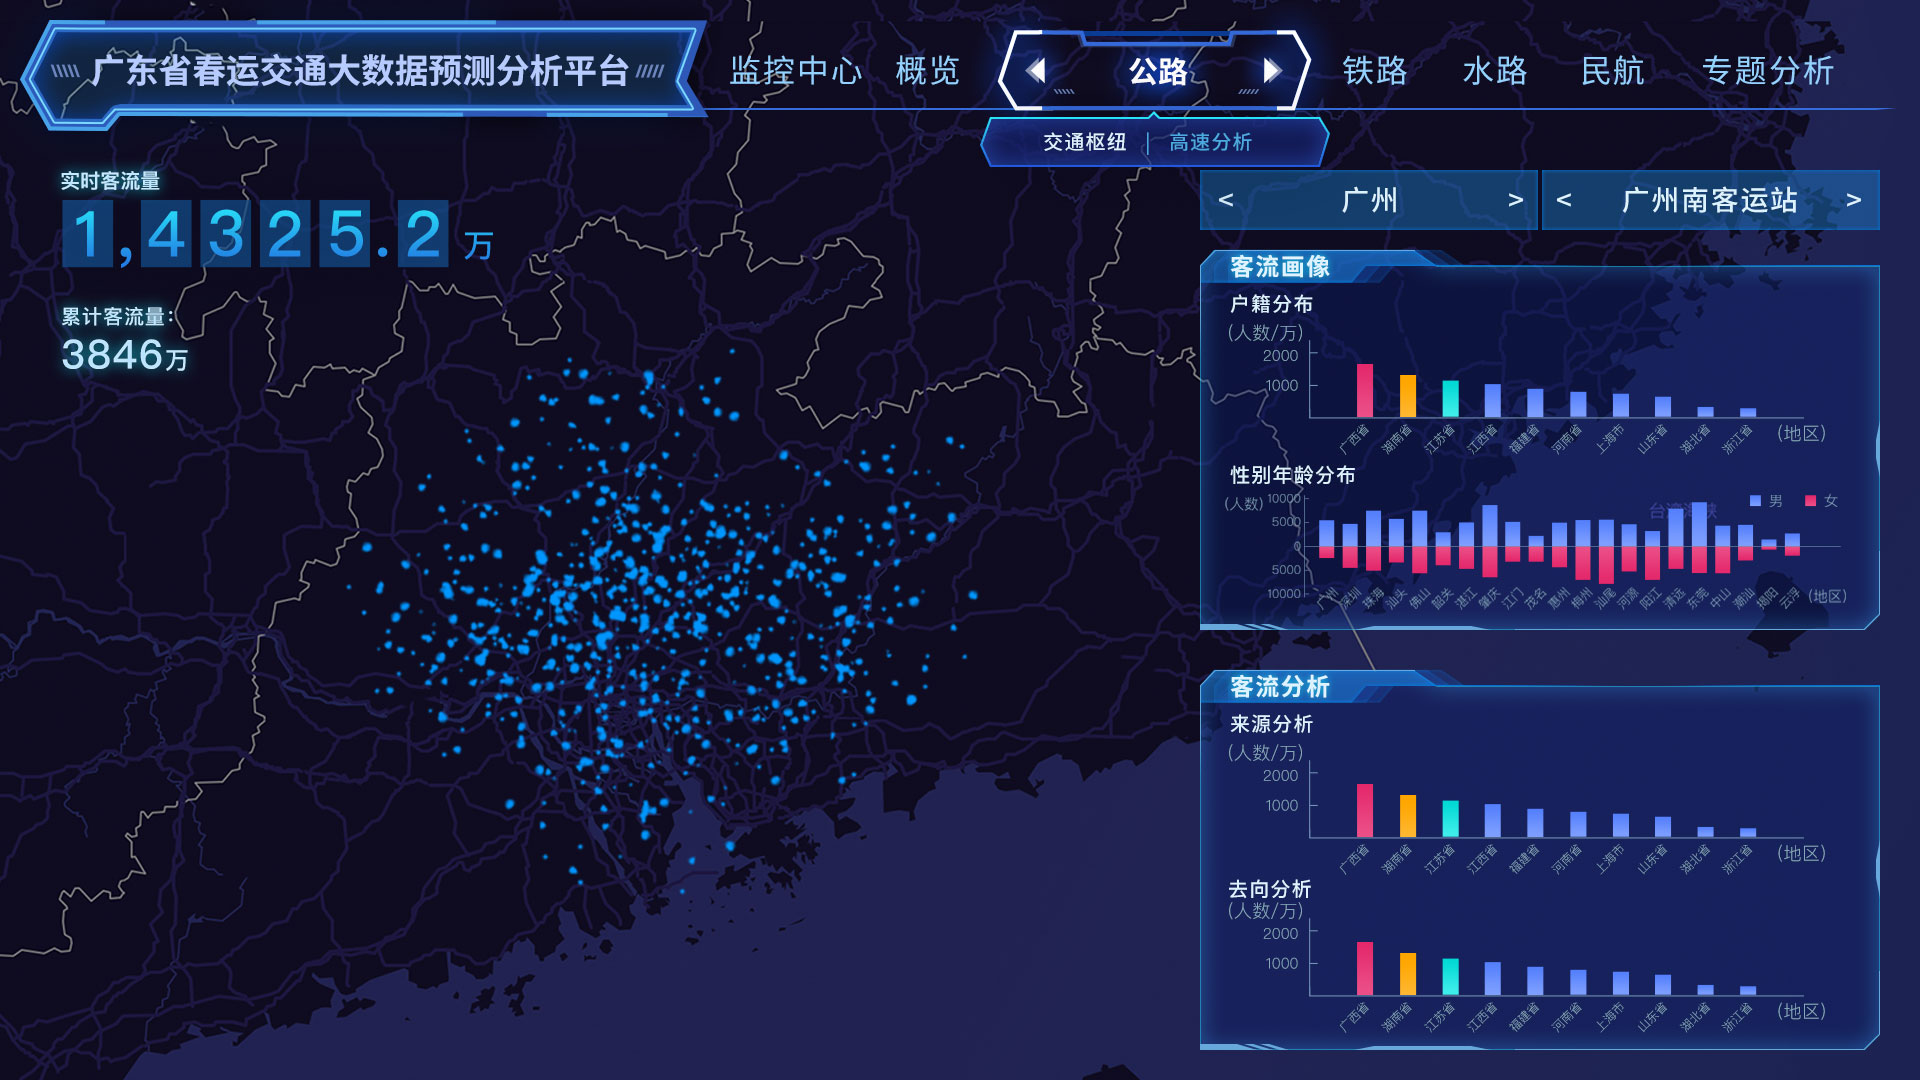 广东省春运交通大数据预测分析平台
监控中心 概览 公路 铁路 水路 民航 专题分析
交通枢纽 | 高速分析
实时客流量
1,4325.2 万
累计客流量:
3846万
< 广州 > < 广州南客运站 >
客流画像
户籍分布
(人数/万)
2000
1000
广西省 湖南省 江苏省 江西省 福建省 河南省 上海市 山东省 湖北省 浙江省 (地区)
性别年龄分布
(人数)
男 女
10000
5000
0
5000
10000
广州 深圳 珠海 汕头 佛山 韶关 湛江 肇庆 江门 茂名 惠州 梅州 汕尾 河源 阳江 清远 东莞 中山 潮汕 揭阳 云浮 (地区)
客流分析
来源分析
(人数/万)
2000
1000
广西省 湖南省 江苏省 江西省 福建省 河南省 上海市 山东省 湖北省 浙江省 (地区)
去向分析
(人数/万)
2000
1000
广西省 湖南省 江苏省 江西省 福建省 河南省 上海市 山东省 湖北省 浙江省 (地区)